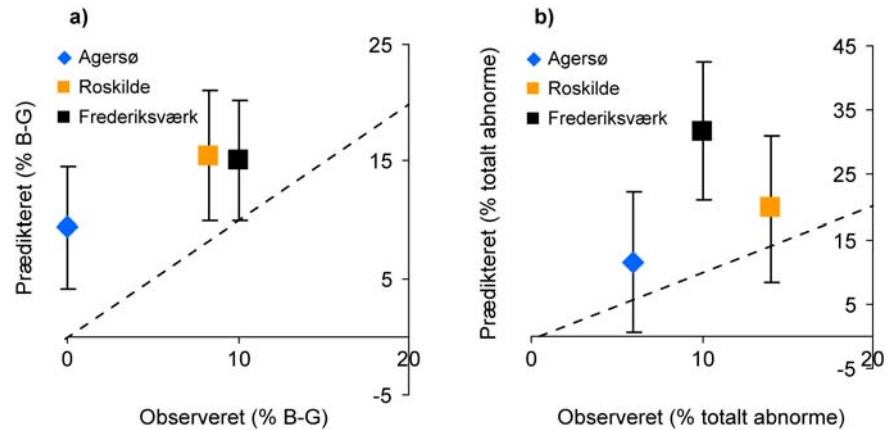 a)
25
Agersø
Roskilde
Frederiksværk
15
5
0
10
20
-5
Prædikteret (% B-G)
Observeret (% B-G)
b)
45
Agersø
Roskilde
Frederiksværk
35
25
15
5
0
10
20
-5
Prædikteret (% totalt abnorme)
Observeret (% totalt abnorme)